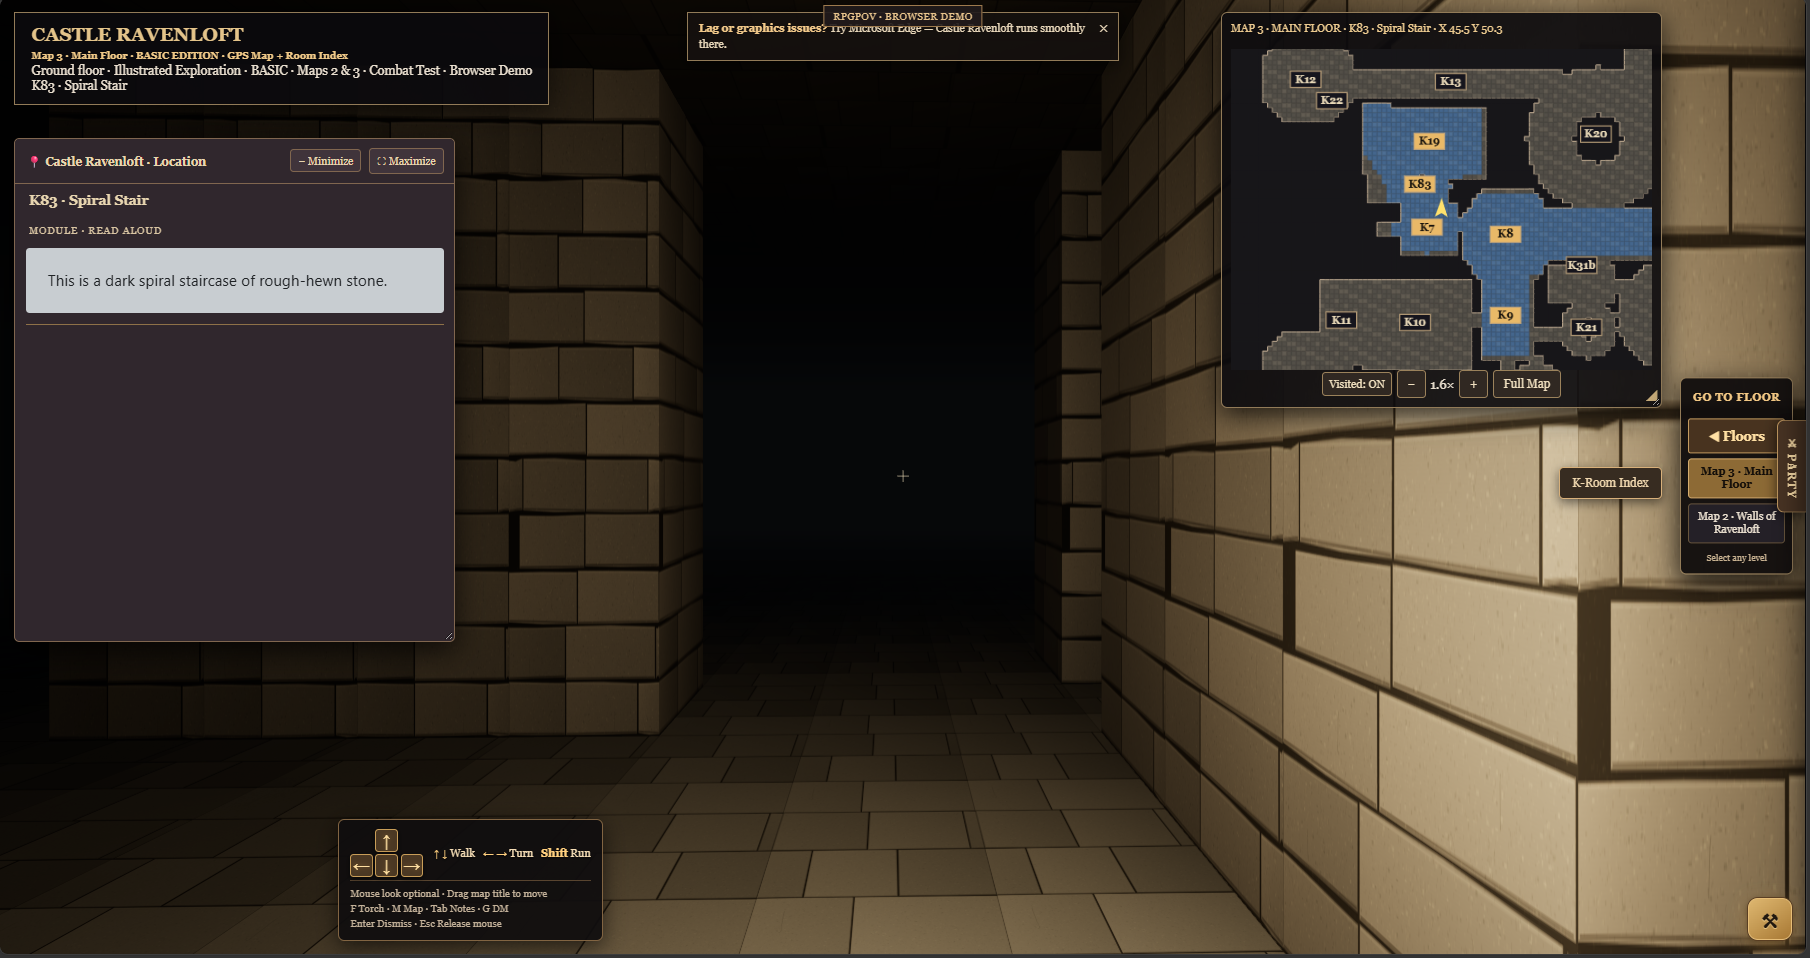 CASTLE RAVENLOFT
Map 3 · Main Floor · BASIC EDITION · GPS Map + Room Index
Ground floor · Illustrated Exploration · BASIC · Maps 2 & 3 · Combat Test · Browser Demo
K83 · Spiral Stair
RPGPOV · BROWSER DEMO
Lag or graphics issues? Try Microsoft Edge — Castle Ravenloft runs smoothly
there.
×
MAP 3 · MAIN FLOOR · K83 · Spiral Stair · X 45.5 Y 50.3
K12
K13
K22
K20
K19
K83
K7
K8
K31b
K11
K10
K9
K21
Visited: ON
−
1.6×
+
Full Map
Castle Ravenloft · Location
− Minimize
Maximize
K83 · Spiral Stair
MODULE · READ ALOUD
This is a dark spiral staircase of rough-hewn stone.
GO TO FLOOR
◀ Floors
Map 3 · Main
Floor
Map 2 · Walls of
Ravenloft
Select any level
PARTY
K-Room Index
↑
← ↓ →
↑↓ Walk ←→ Turn Shift Run
Mouse look optional · Drag map title to move
F Torch · M Map · Tab Notes · G DM
Enter Dismiss · Esc Release mouse